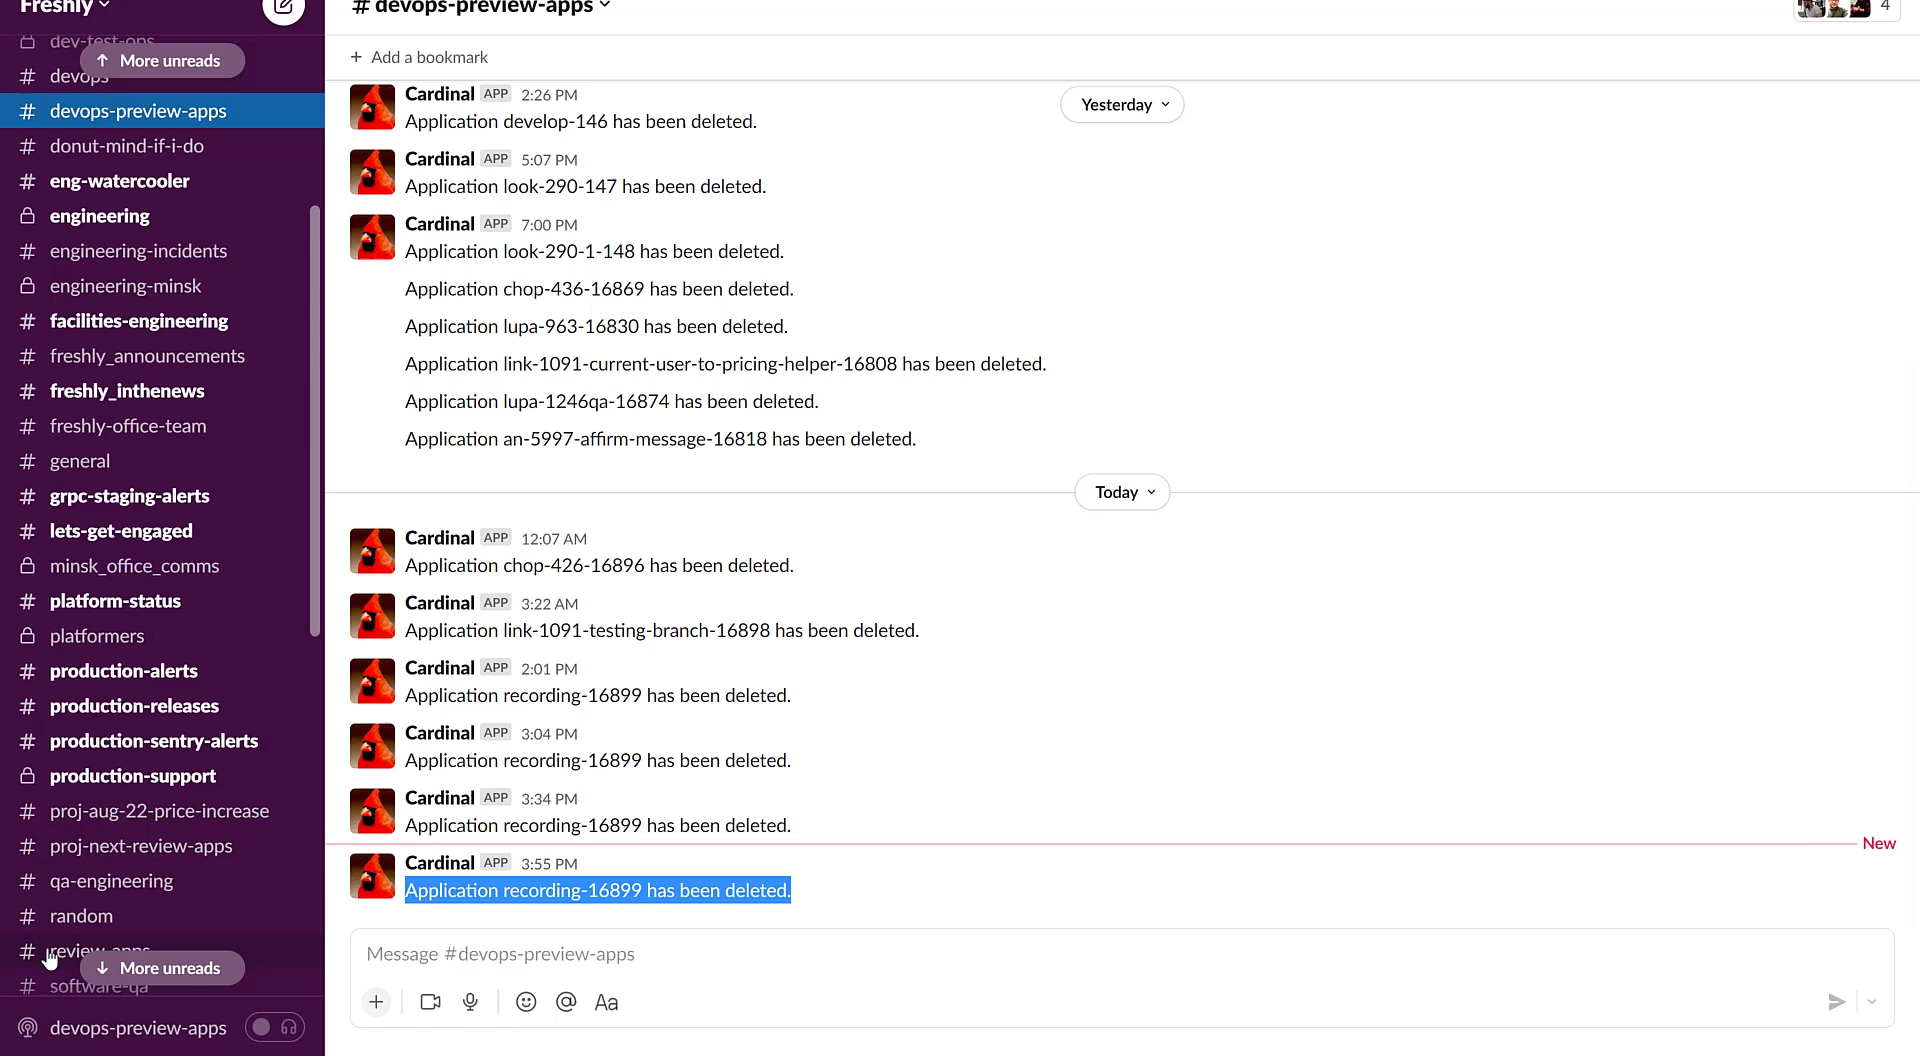 Freshly
dev-test-ops
More unreads
# devops
# devops-preview-apps
# donut-mind-if-i-do
# eng-watercooler
engineering
# engineering-incidents
engineering-minsk
# facilities-engineering
# freshly_announcements
# freshly_inthenews
# freshly-office-team
# general
# grpc-staging-alerts
# lets-get-engaged
minsk_office_comms
# platform-status
platformers
# production-alerts
# production-releases
# production-sentry-alerts
production-support
# proj-aug-22-price-increase
# proj-next-review-apps
# qa-engineering
# random
# review-apps
More unreads
# software-qa
devops-preview-apps
# devops-preview-apps
4
+ Add a bookmark
Yesterday
Cardinal APP 2:26 PM
Application develop-146 has been deleted.
Cardinal APP 5:07 PM
Application look-290-147 has been deleted.
Cardinal APP 7:00 PM
Application look-290-1-148 has been deleted.
Application chop-436-16869 has been deleted.
Application lupa-963-16830 has been deleted.
Application link-1091-current-user-to-pricing-helper-16808 has been deleted.
Application lupa-1246qa-16874 has been deleted.
Application an-5997-affirm-message-16818 has been deleted.
Today
Cardinal APP 12:07 AM
Application chop-426-16896 has been deleted.
Cardinal APP 3:22 AM
Application link-1091-testing-branch-16898 has been deleted.
Cardinal APP 2:01 PM
Application recording-16899 has been deleted.
Cardinal APP 3:04 PM
Application recording-16899 has been deleted.
Cardinal APP 3:34 PM
Application recording-16899 has been deleted.
New
Cardinal APP 3:55 PM
Application recording-16899 has been deleted.
Message #devops-preview-apps
Aa